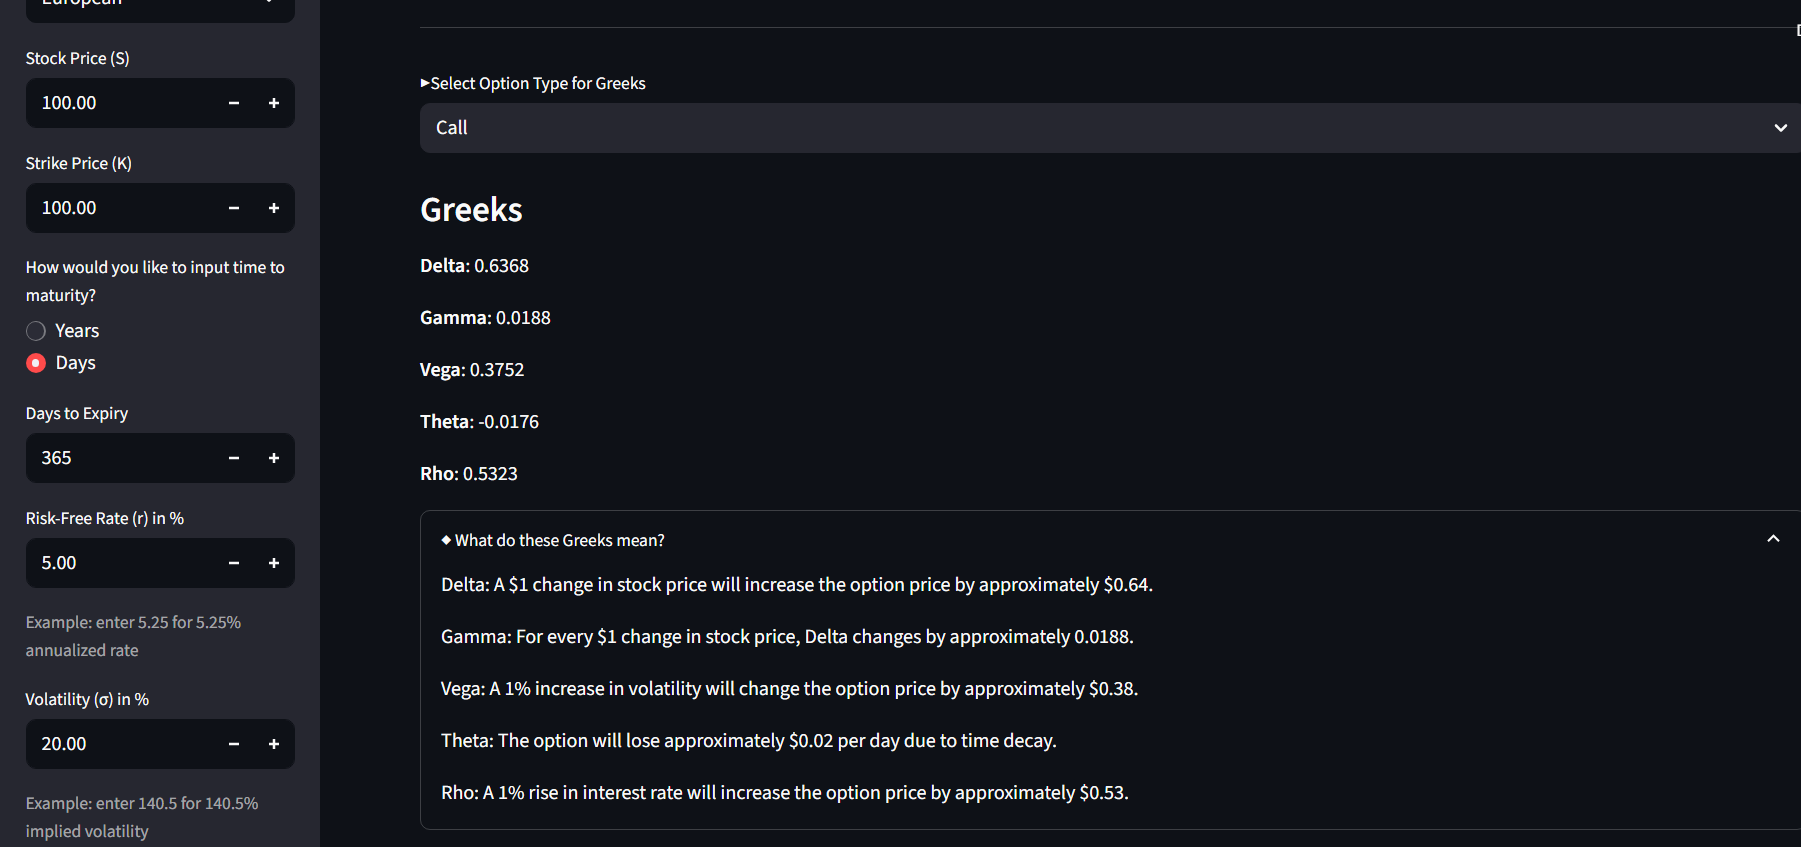 European
Stock Price (S)
100.00
Strike Price (K)
100.00
How would you like to input time to
maturity?
Years
Days
Days to Expiry
365
Risk-Free Rate (r) in %
5.00
Example: enter 5.25 for 5.25%
annualized rate
Volatility (σ) in %
20.00
Example: enter 140.5 for 140.5%
implied volatility
▶Select Option Type for Greeks
Call
Greeks
Delta: 0.6368
Gamma: 0.0188
Vega: 0.3752
Theta: -0.0176
Rho: 0.5323
◆ What do these Greeks mean?
Delta: A $1 change in stock price will increase the option price by approximately $0.64.
Gamma: For every $1 change in stock price, Delta changes by approximately 0.0188.
Vega: A 1% increase in volatility will change the option price by approximately $0.38.
Theta: The option will lose approximately $0.02 per day due to time decay.
Rho: A 1% rise in interest rate will increase the option price by approximately $0.53.